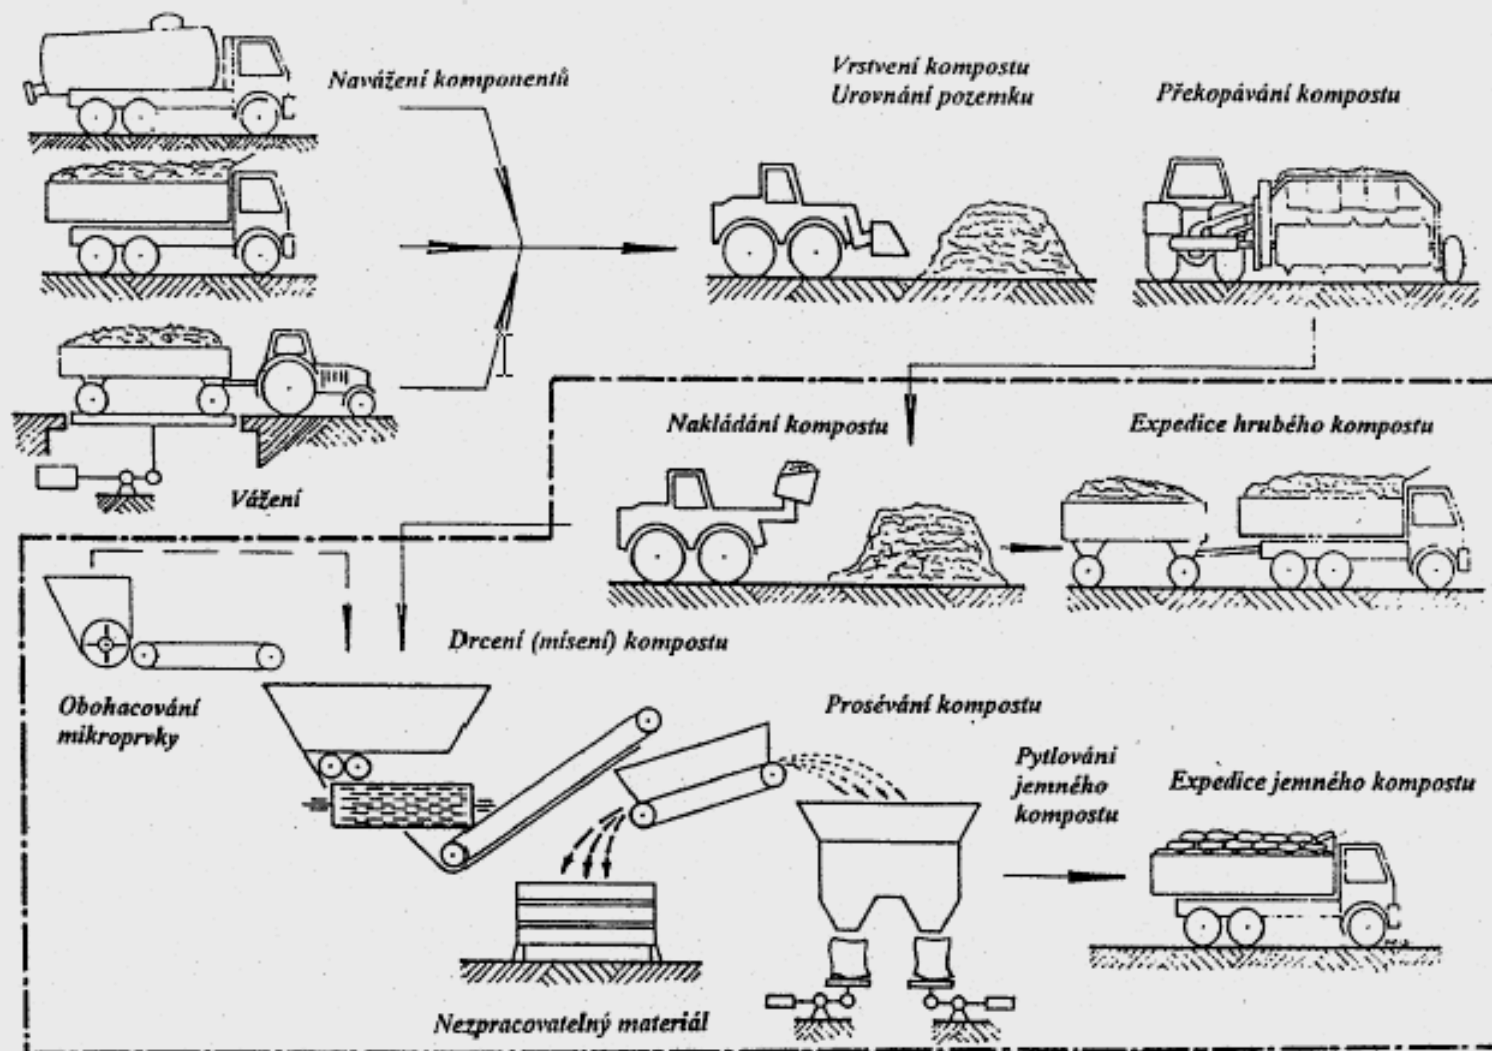 Navážení komponentů
Vrstvení kompostu
Urovnání pozemku
Překopávání kompostu
Nakládání kompostu
Expedice hrubého kompostu
Vážení
Drcení (mísení) kompostu
Obohacování
mikroprvky
Prosévání kompostu
Pytlování
jemného
kompostu
Expedice jemného kompostu
Nezpracovatelný materiál